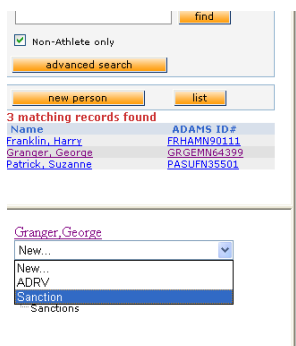 find
Non-Athlete only
advanced search
new person list
3 matching records found
Name ADAMS ID#
Franklin, Harry FRHAMN90111
Granger, George GRGEMN64399
Patrick, Suzanne PASUFN35501
Granger,George
New...
New...
ADRV
Sanction
Sanctions